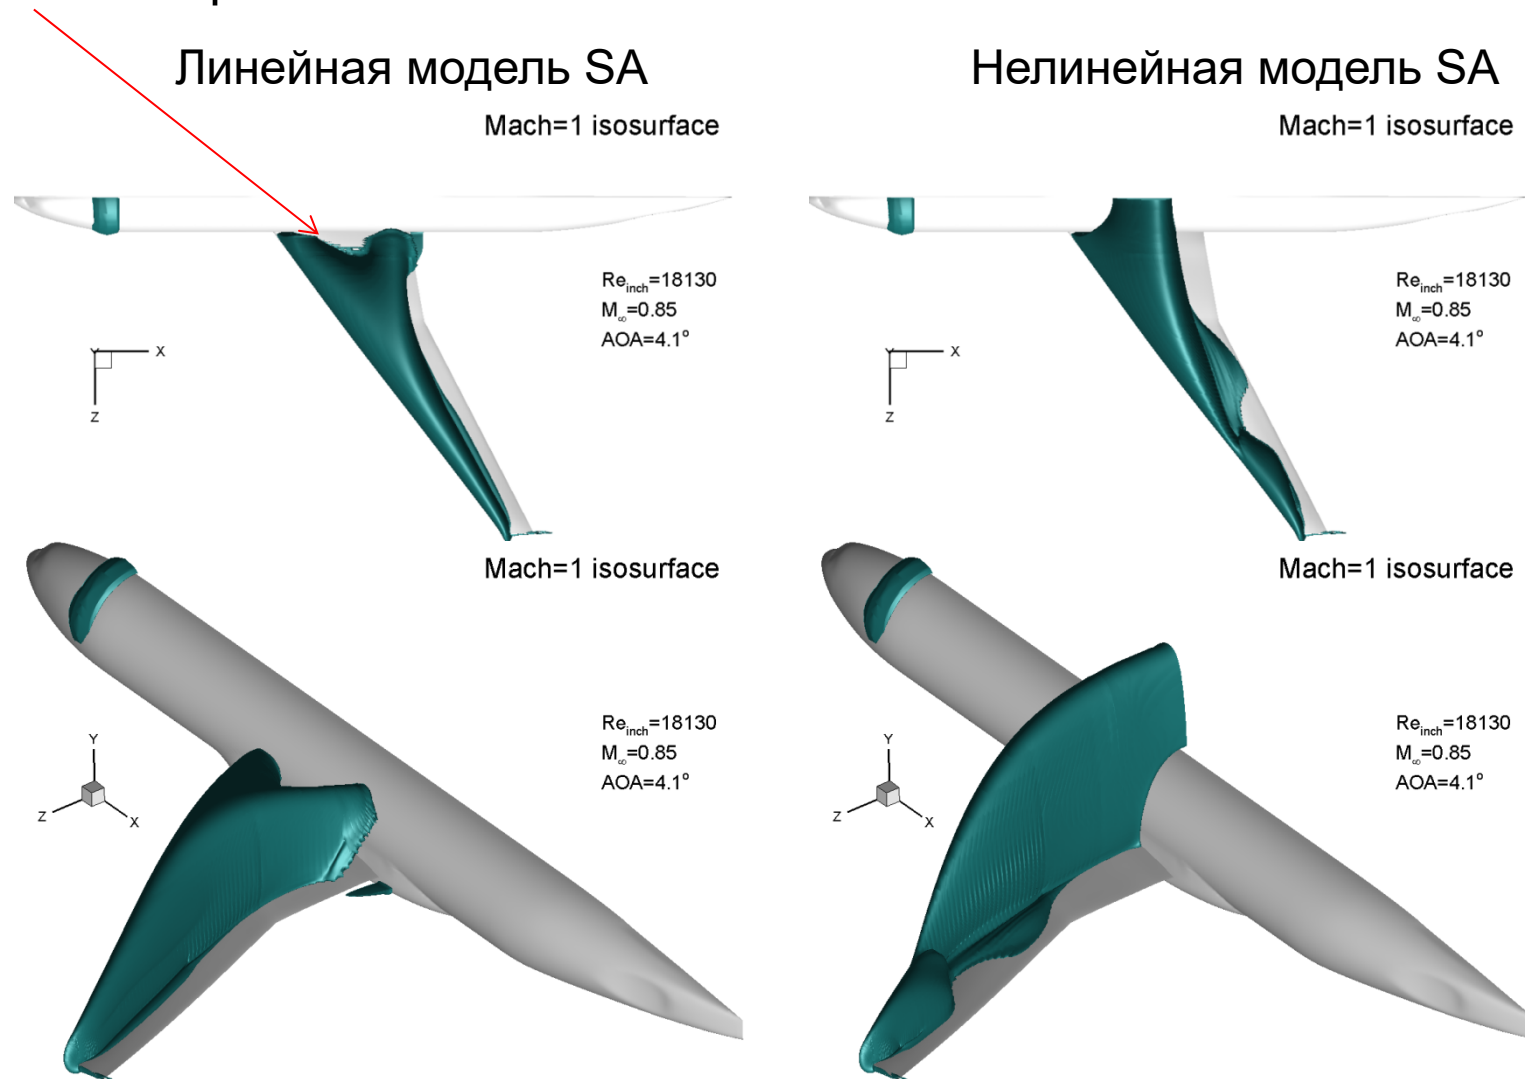 Линейная модель SA
Нелинейная модель SA
Mach=1 isosurface
Mach=1 isosurface
Re_inch=18130
M_∞=0.85
AOA=4.1°
X
Z
Re_inch=18130
M_∞=0.85
AOA=4.1°
X
Z
Mach=1 isosurface
Mach=1 isosurface
Re_inch=18130
M_∞=0.85
AOA=4.1°
Y
Z
X
Re_inch=18130
M_∞=0.85
AOA=4.1°
Y
Z
X